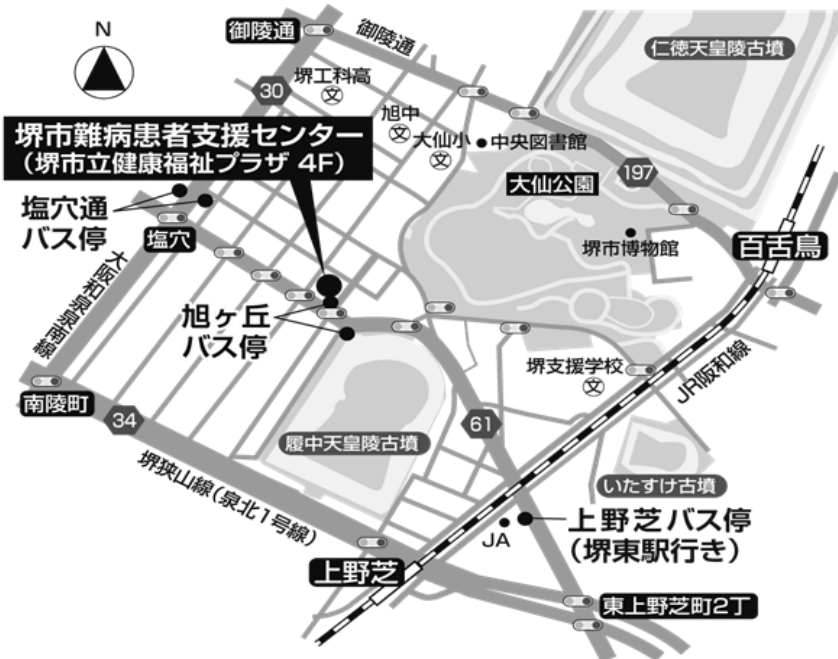 N
御陵通
御陵通
仁徳天皇陵古墳
30
堺工科高
文
旭中
文
大仙小
文
中央図書館
堺市難病患者支援センター
(堺市立健康福祉プラザ 4F)
大仙公園
197
塩穴通
バス停
塩穴
堺市博物館
百舌鳥
大阪和泉泉南線
旭ヶ丘
バス停
堺支援学校
文
JR阪和線
南陵町
34
履中天皇陵古墳
61
堺狭山線(泉北1号線)
いたすけ古墳
上野芝バス停
(堺東駅行き)
JA
上野芝
東上野芝町2丁